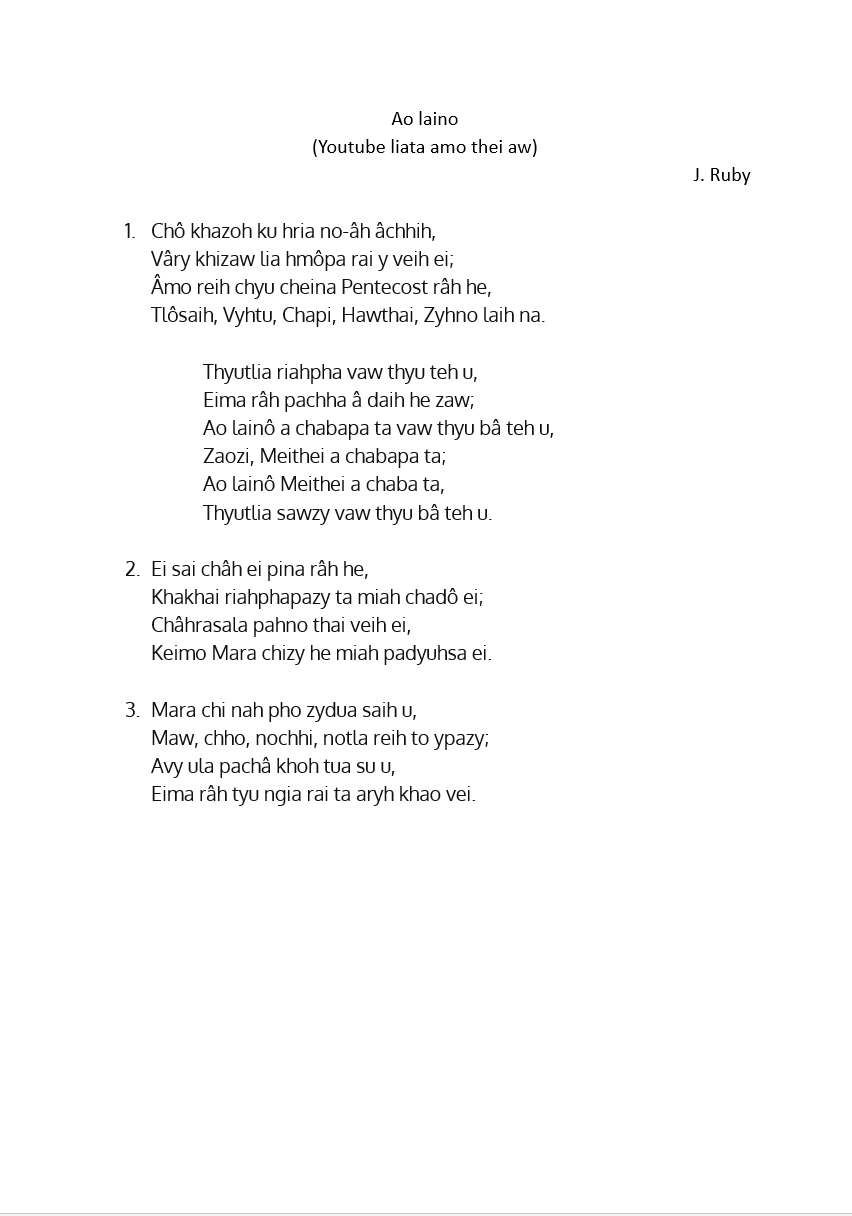 Ao laino
(Youtube liata amo thei aw)
J. Ruby
1. Chô khazoh ku hria no-âh âchhih,
Vâry khizaw lia hmôpa rai y veih ei;
Âmo reih chyu cheina Pentecost râh he,
Tlôsaih, Vyhtu, Chapi, Hawthai, Zyhno laih na.
Thyutlia riahpha vaw thyu teh u,
Eima râh pachha â daih he zaw;
Ao lainô a chabapa ta vaw thyu bâ teh u,
Zaozi, Meithei a chabapa ta;
Ao lainô Meithei a chaba ta,
Thyutlia sawzy vaw thyu bâ teh u.
2. Ei sai châh ei pina râh he,
Khakhai riahphapazy ta miah chadô ei;
Châhrasala pahno thai veih ei,
Keimo Mara chizy he miah padyuhsa ei.
3. Mara chi nah pho zydua saih u,
Maw, chho, nochhi, notla reih to ypazy;
Avy ula pachâ khoh tua su u,
Eima râh tyu ngia rai ta aryh khao vei.